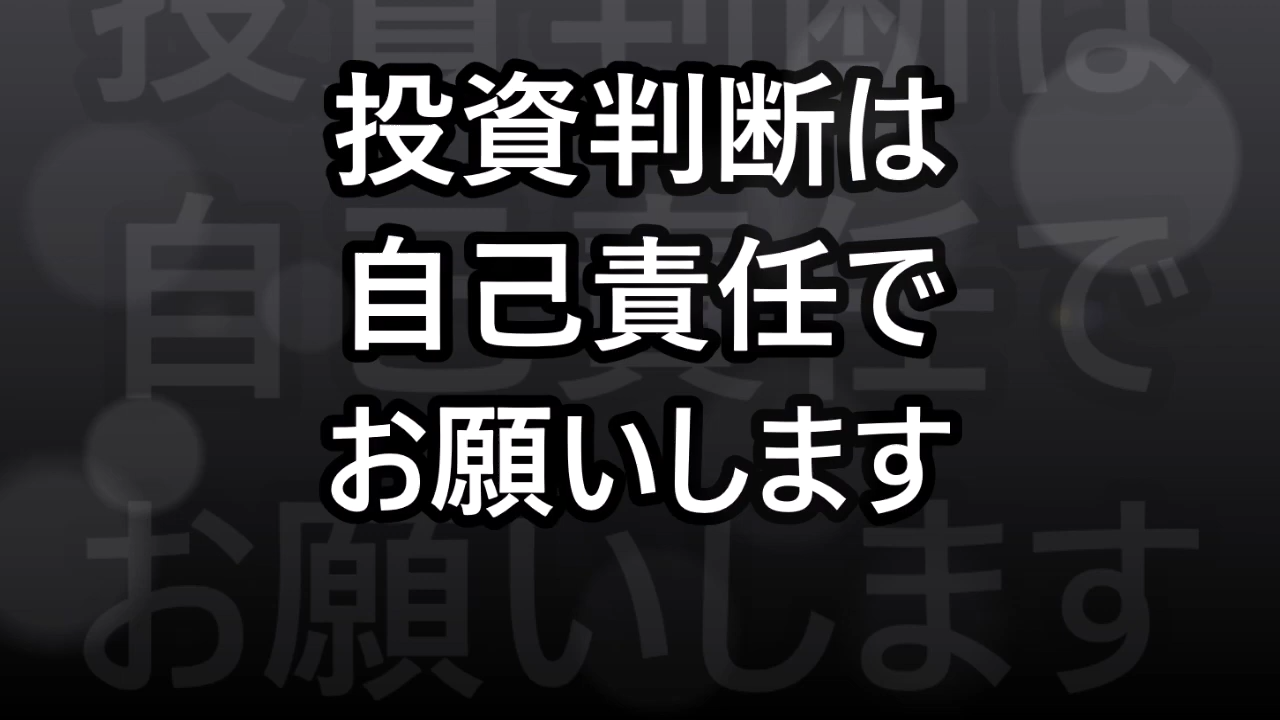 投資判断は
自己責任で
お願いします